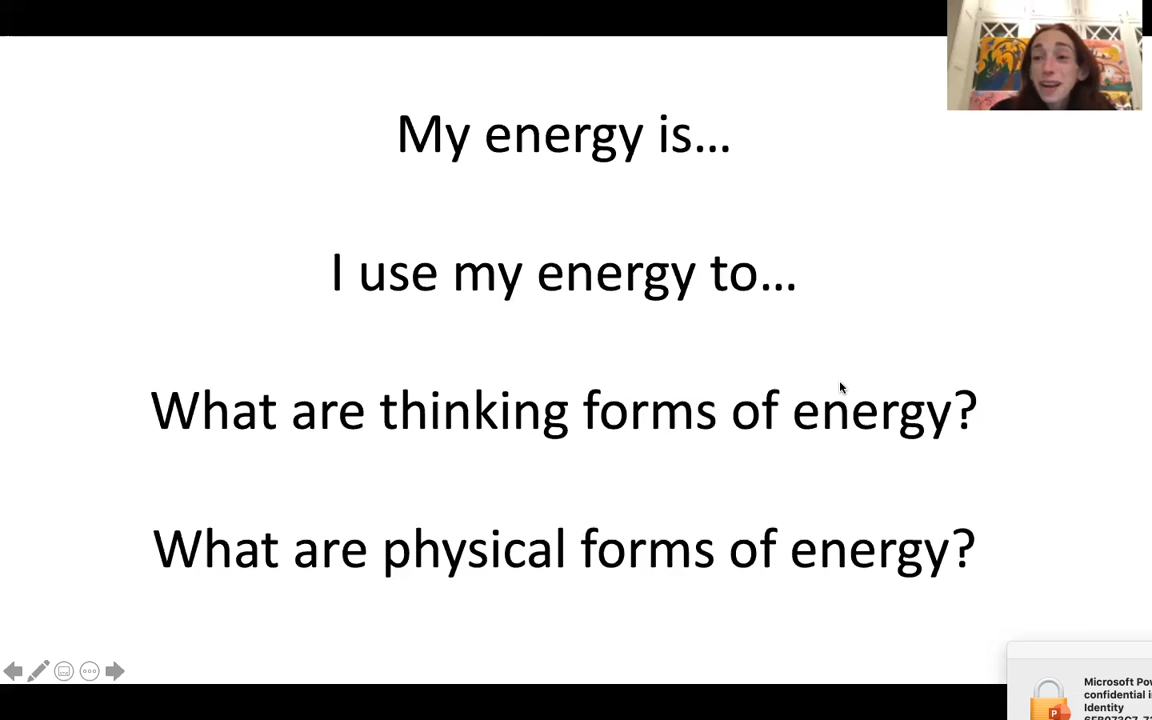 My energy is…
I use my energy to…
What are thinking forms of energy?
What are physical forms of energy?
Microsoft
confidential
Identity